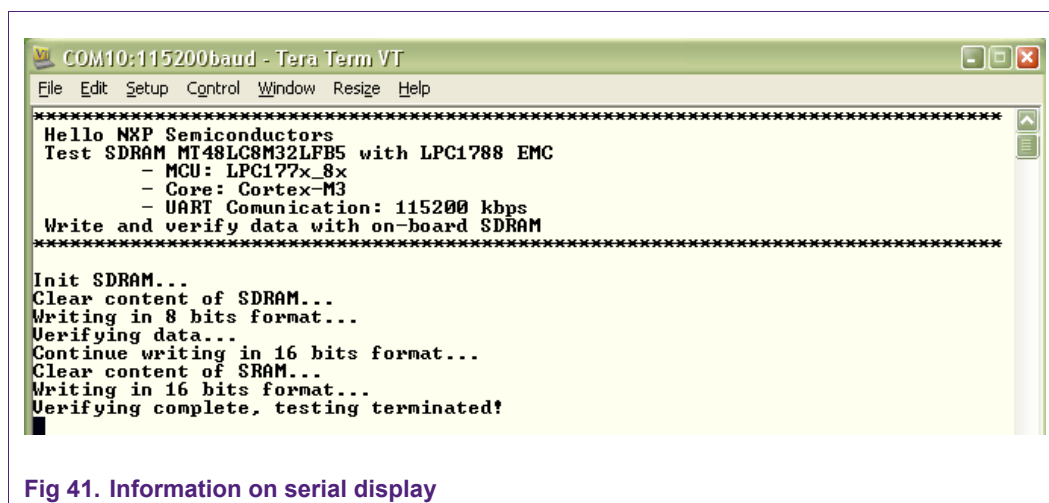 COM10:115200baud - Tera Term VT
File Edit Setup Control Window Resize Help
Hello NXP Semiconductors
Test SDRAM MT48LC8M32LFB5 with LPC1788 EMC
- MCU: LPC177x_8x
- Core: Cortex-M3
- UART Comunication: 115200 kbps
Write and verify data with on-board SDRAM
Init SDRAM...
Clear content of SDRAM...
Writing in 8 bits format...
Verifying data...
Continue writing in 16 bits format...
Clear content of SRAM...
Writing in 16 bits format...
Verifying complete, testing terminated!
Fig 41. Information on serial display